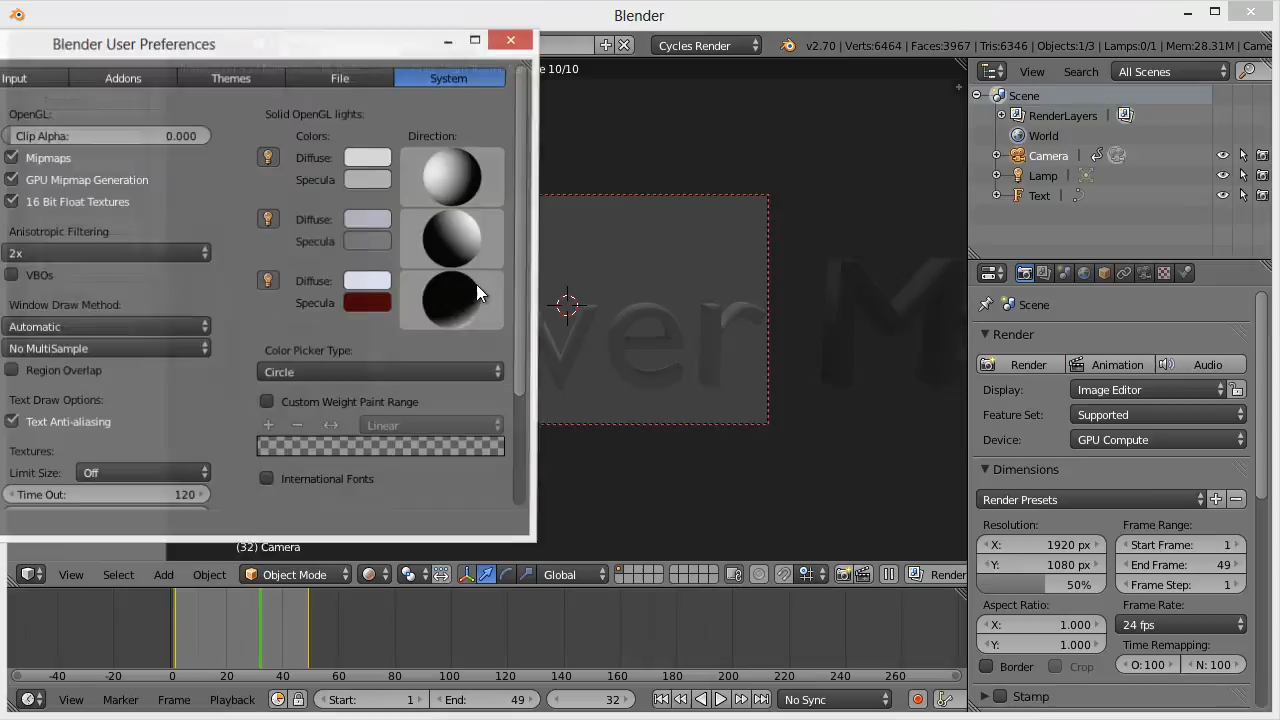 Blender
Blender User Preferences
Cycles Render
v2.70 | Verts:6464 | Faces:3967 | Tris:6346 | Objects:1/3 | Lamps:0/1 | Mem:28.31M | Came
Input
Addons
Themes
File
System
10/10
View
Search
All Scenes
Scene
RenderLayers
World
Camera
Lamp
Text
OpenGL:
Clip Alpha: 0.000
Mipmaps
GPU Mipmap Generation
16 Bit Float Textures
Anisotropic Filtering
2x
VBOs
Window Draw Method:
Automatic
No MultiSample
Region Overlap
Text Draw Options:
Text Anti-aliasing
Textures:
Limit Size: Off
Time Out: 120
Solid OpenGL lights:
Colors: Direction:
Diffuse:
Specula
Diffuse:
Specula
Diffuse:
Specula
Color Picker Type:
Circle
Custom Weight Paint Range
Linear
International Fonts
ver M
Scene
Render
Render Animation Audio
Display: Image Editor
Feature Set: Supported
Device: GPU Compute
Dimensions
Render Presets
Resolution: Frame Range:
X: 1920 px Start Frame: 1
Y: 1080 px End Frame: 49
50% Frame Step: 1
Aspect Ratio: Frame Rate:
X: 1.000 24 fps
Y: 1.000 Time Remapping:
Border Crop O: 100 N: 100
Stamp
(32) Camera
View Select Add Object Object Mode Global Render
-40 -20 0 20 40 60 80 100 120 140 160 180 200 220 240 260
View Marker Frame Playback Start: 1 End: 49 32 No Sync